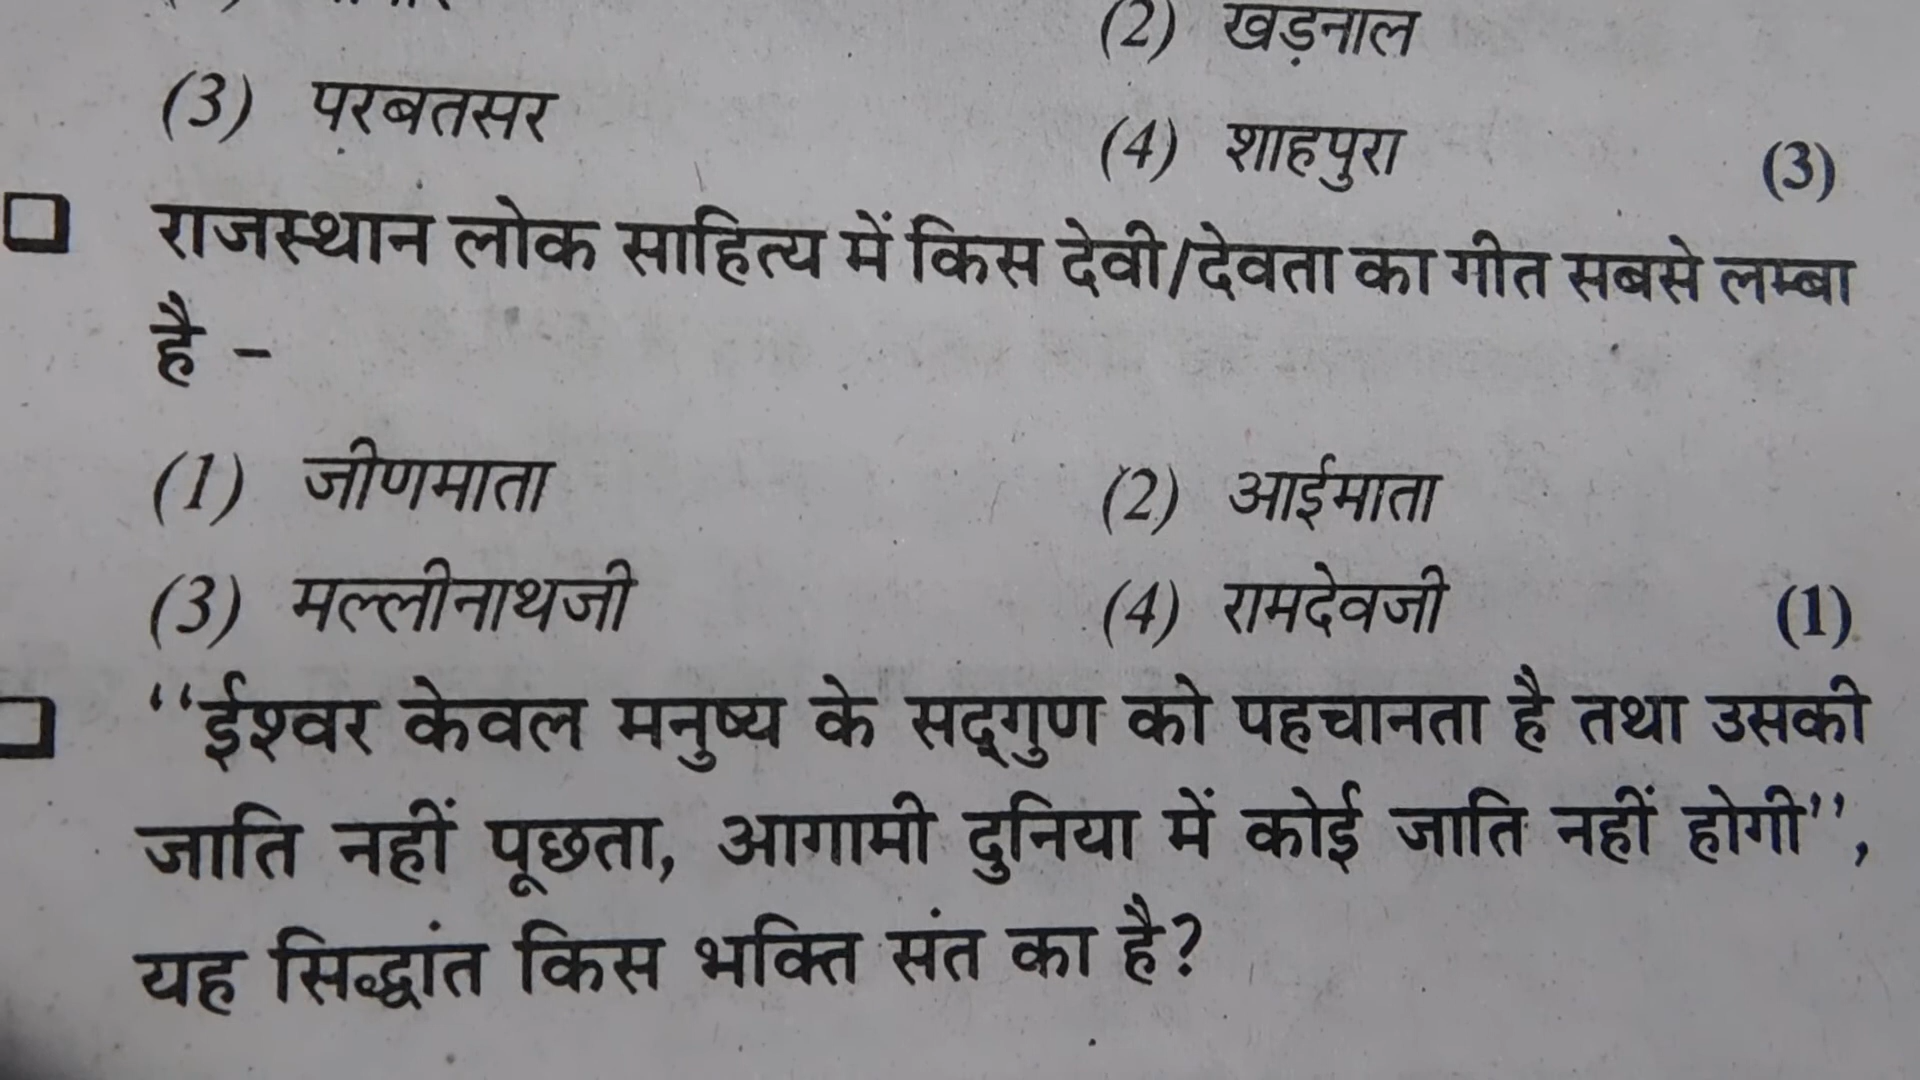 (2) खड़नाल
(3) परबतसर
(4) शाहपुरा (3)
राजस्थान लोक साहित्य में किस देवी/देवता का गीत सबसे लम्बा
है -
(1) जीणमाता (2) आईमाता
(3) मल्लीनाथजी (4) रामदेवजी (1)
‘‘ईश्वर केवल मनुष्य के सद्‌गुण को पहचानता है तथा उसकी
जाति नहीं पूछता, आगामी दुनिया में कोई जाति नहीं होगी’’,
यह सिद्धांत किस भक्ति संत का है?